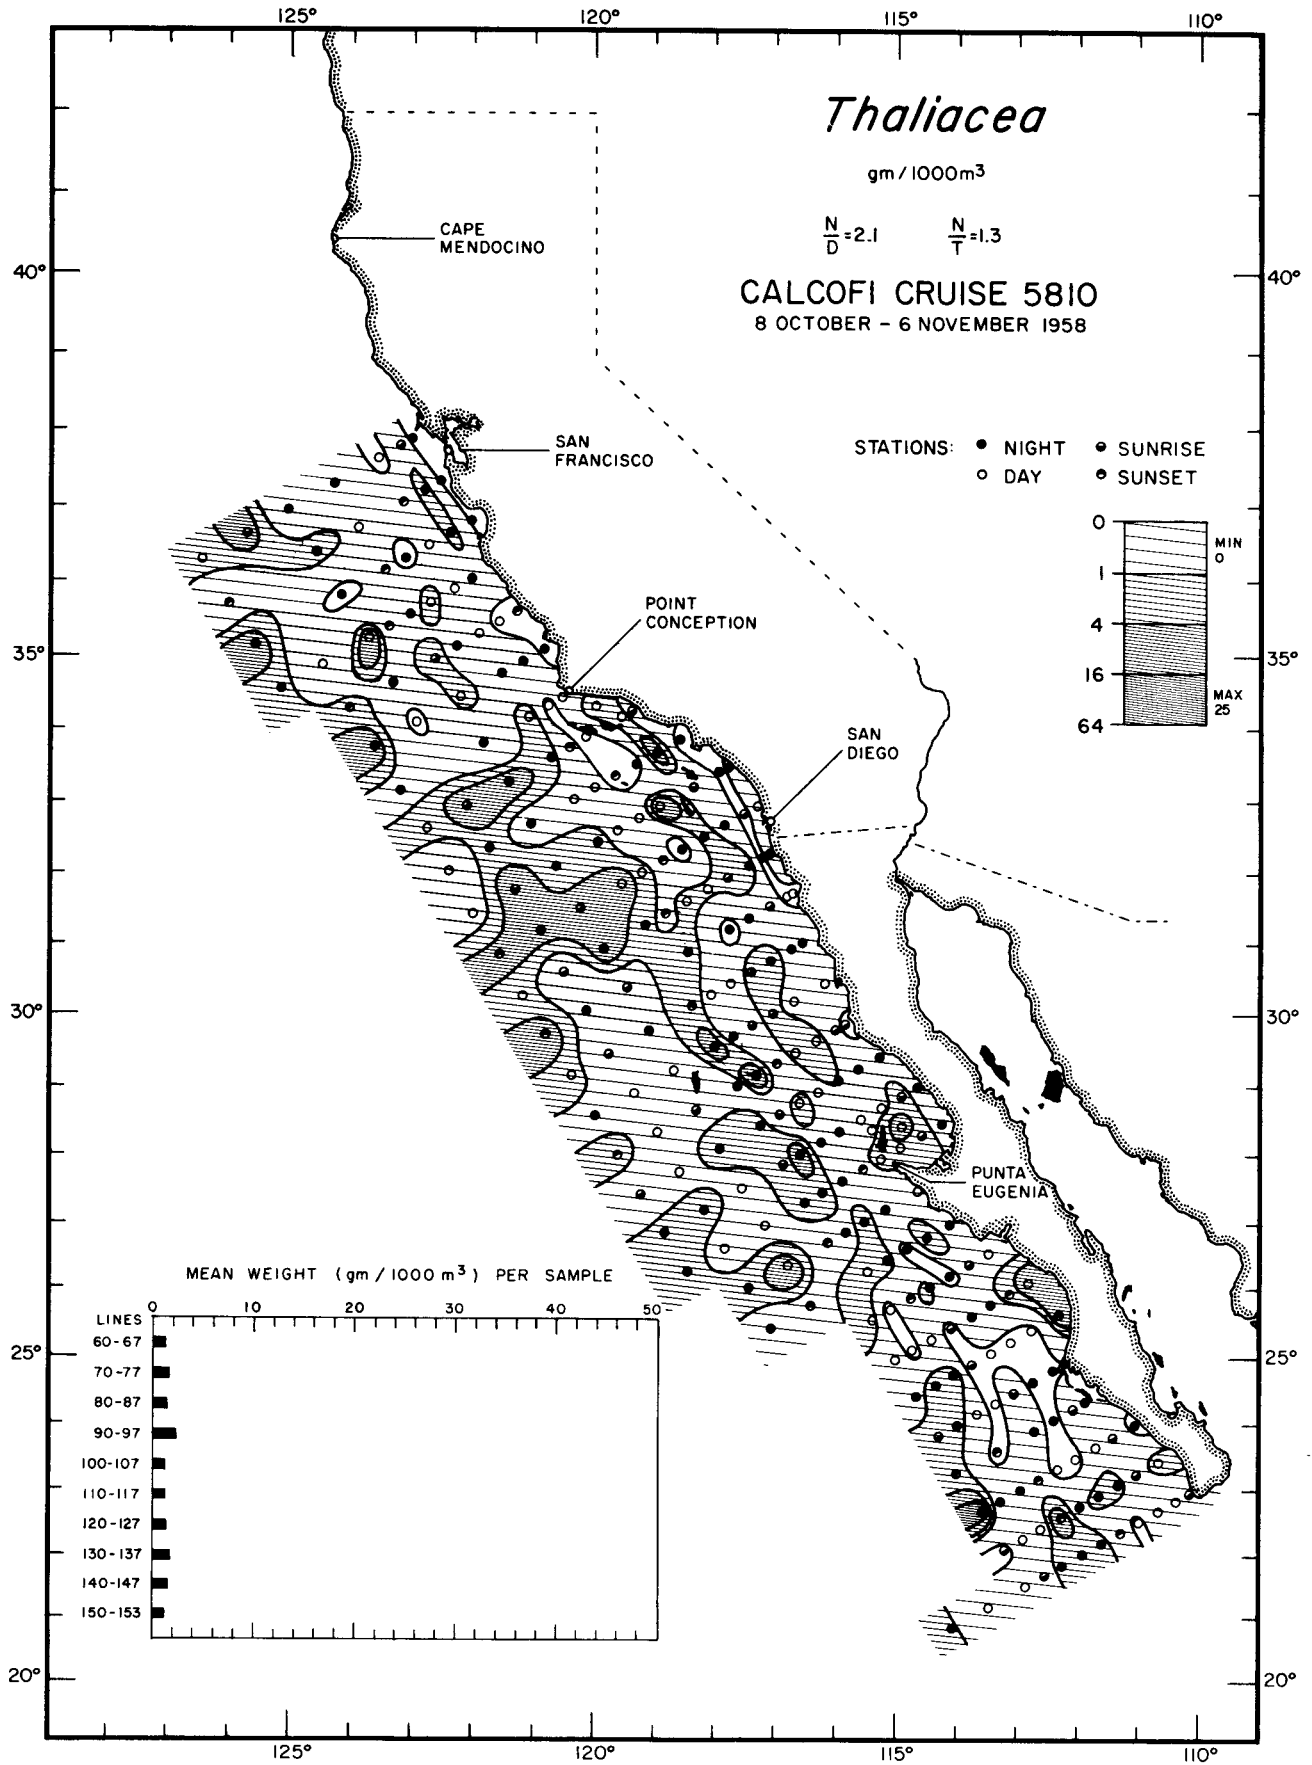 125° 120° 115° 110°
Thaliacea
gm/1000m³
N/D=2.1 N/T=1.3
CALCOFI CRUISE 5810
8 OCTOBER – 6 NOVEMBER 1958
CAPE
MENDOCINO
40° 40°
STATIONS: NIGHT SUNRISE
DAY SUNSET
SAN
FRANCISCO
0
MIN
0
1
4
16
MAX
25
64
POINT
CONCEPTION
35° 35°
SAN
DIEGO
30° 30°
PUNTA
EUGENIA
MEAN WEIGHT (gm/1000 m³) PER SAMPLE
0 10 20 30 40 50
LINES
60-67
25° 25°
70-77
80-87
90-97
100-107
110-117
120-127
130-137
140-147
150-153
20° 20°
125° 120° 115° 110°